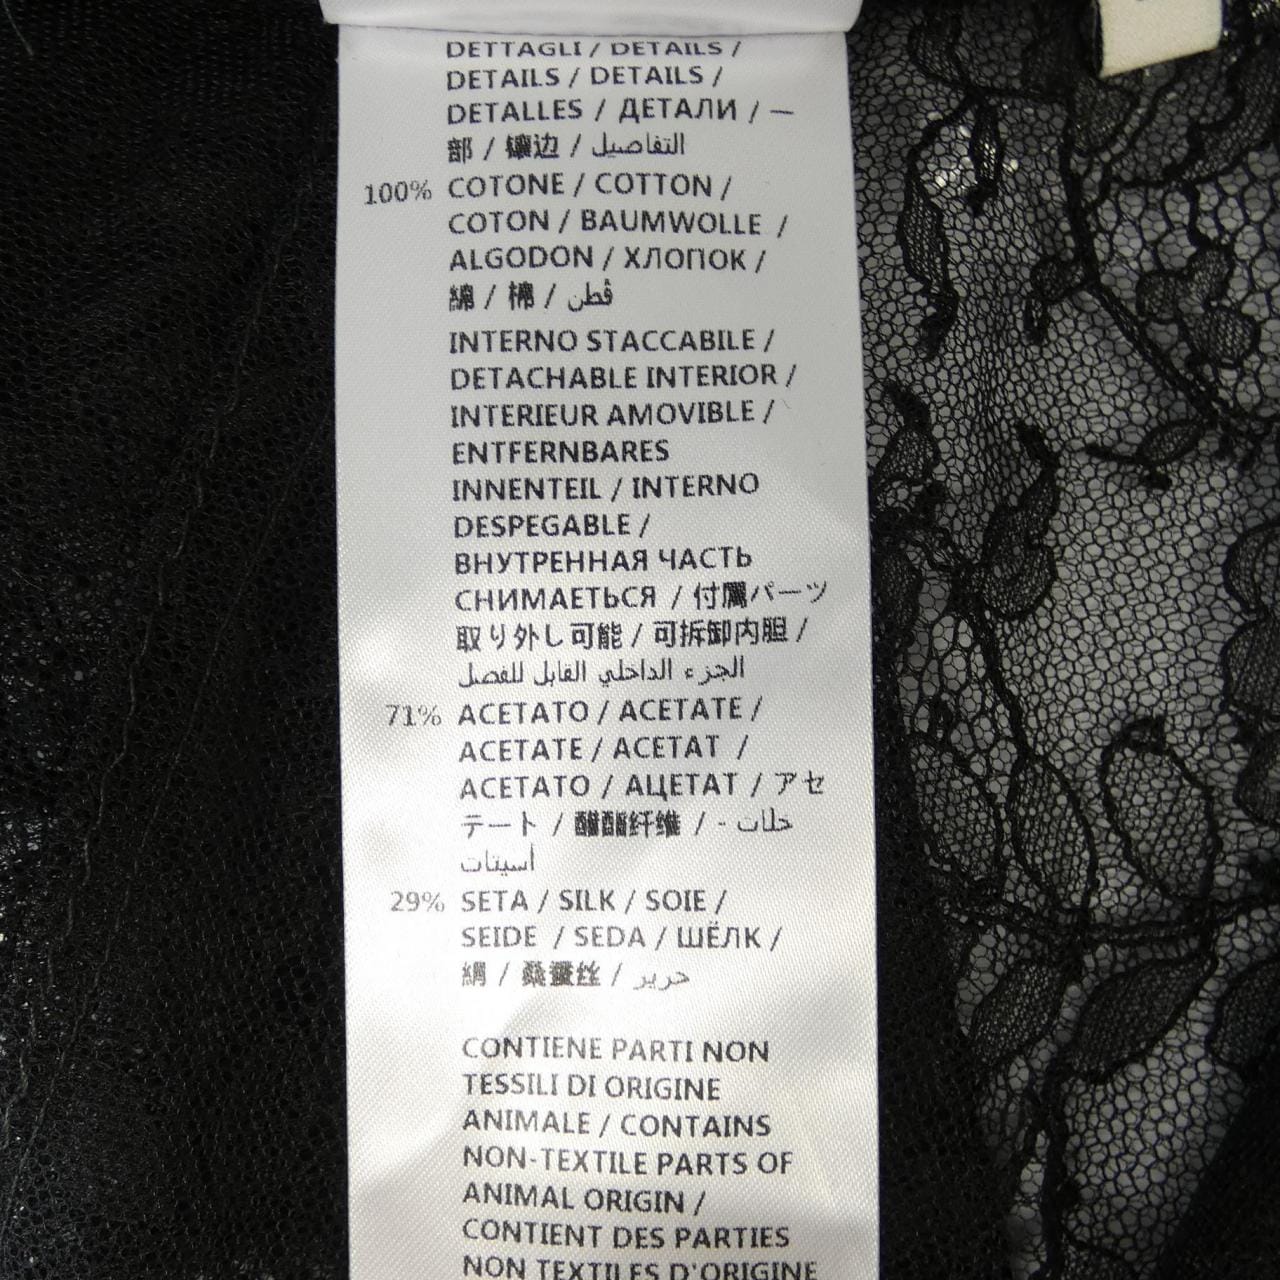 DETTAGLI / DETAILS /
DETAILS / DETAILS /
DETALLES / ДЕТАЛИ / 一
部 / 镶边 / التفاصيل
100% COTONE / COTTON /
COTON / BAUMWOLLE /
ALGODON / ХЛОПОК /
綿 / 棉 / قطن
INTERNO STACCABILE /
DETACHABLE INTERIOR /
INTERIEUR AMOVIBLE /
ENTFERNBARES
INNENTEIL / INTERNO
DESPEGABLE /
ВНУТРЕННАЯ ЧАСТЬ
СНИМАЕТЬСЯ / 付属パーツ
取り外し可能 / 可拆卸内胆 /
الجزء الداخلي القابل للفصل
71% ACETATO / ACETATE /
ACETATE / ACETAT /
ACETATO / АЦЕТАТ / アセ
テート / 醋酯纤维 / خلات -
أسيتات
29% SETA / SILK / SOIE /
SEIDE / SEDA / ШЁЛК /
絹 / 桑蚕丝 / حرير
CONTIENE PARTI NON
TESSILI DI ORIGINE
ANIMALE / CONTAINS
NON-TEXTILE PARTS OF
ANIMAL ORIGIN /
CONTIENT DES PARTIES
NON TEXTILES D'ORIGINE